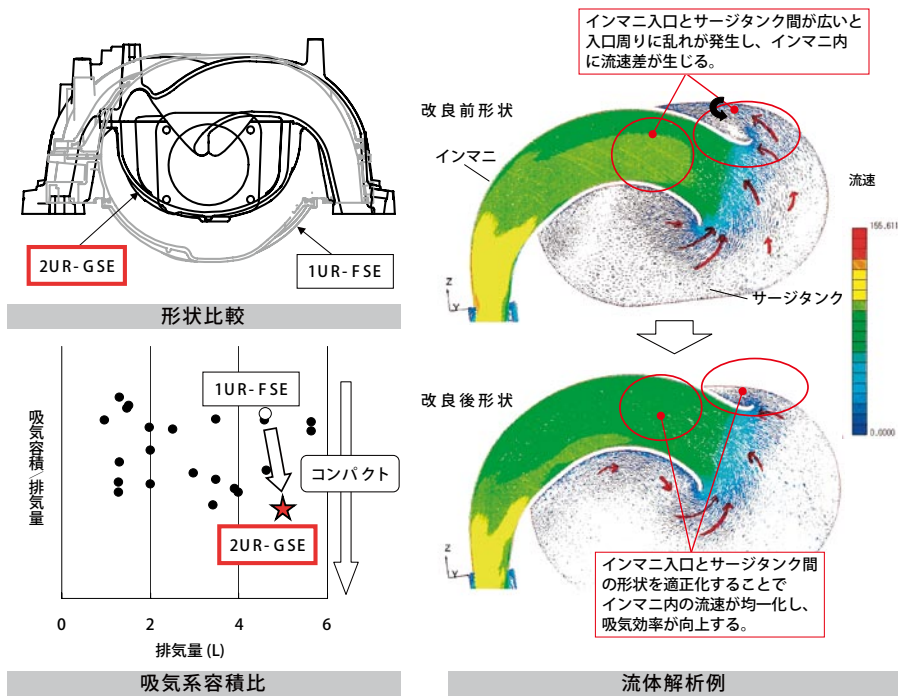 2UR-GSE
1UR-FSE
形状比較
吸気容積/排気量
1UR-FSE
コンパクト
2UR-GSE
0
2
4
6
排気量 (L)
吸気系容積比
インマニ入口とサージタンク間が広いと
入口周りに乱れが発生し、インマニ内
に流速差が生じる。
改良前形状
インマニ
流速
155.611
Z
Y
サージタンク
改良後形状
0.0000
Z
Y
インマニ入口とサージタンク間
の形状を適正化することで
インマニ内の流速が均一化し、
吸気効率が向上する。
流体解析例